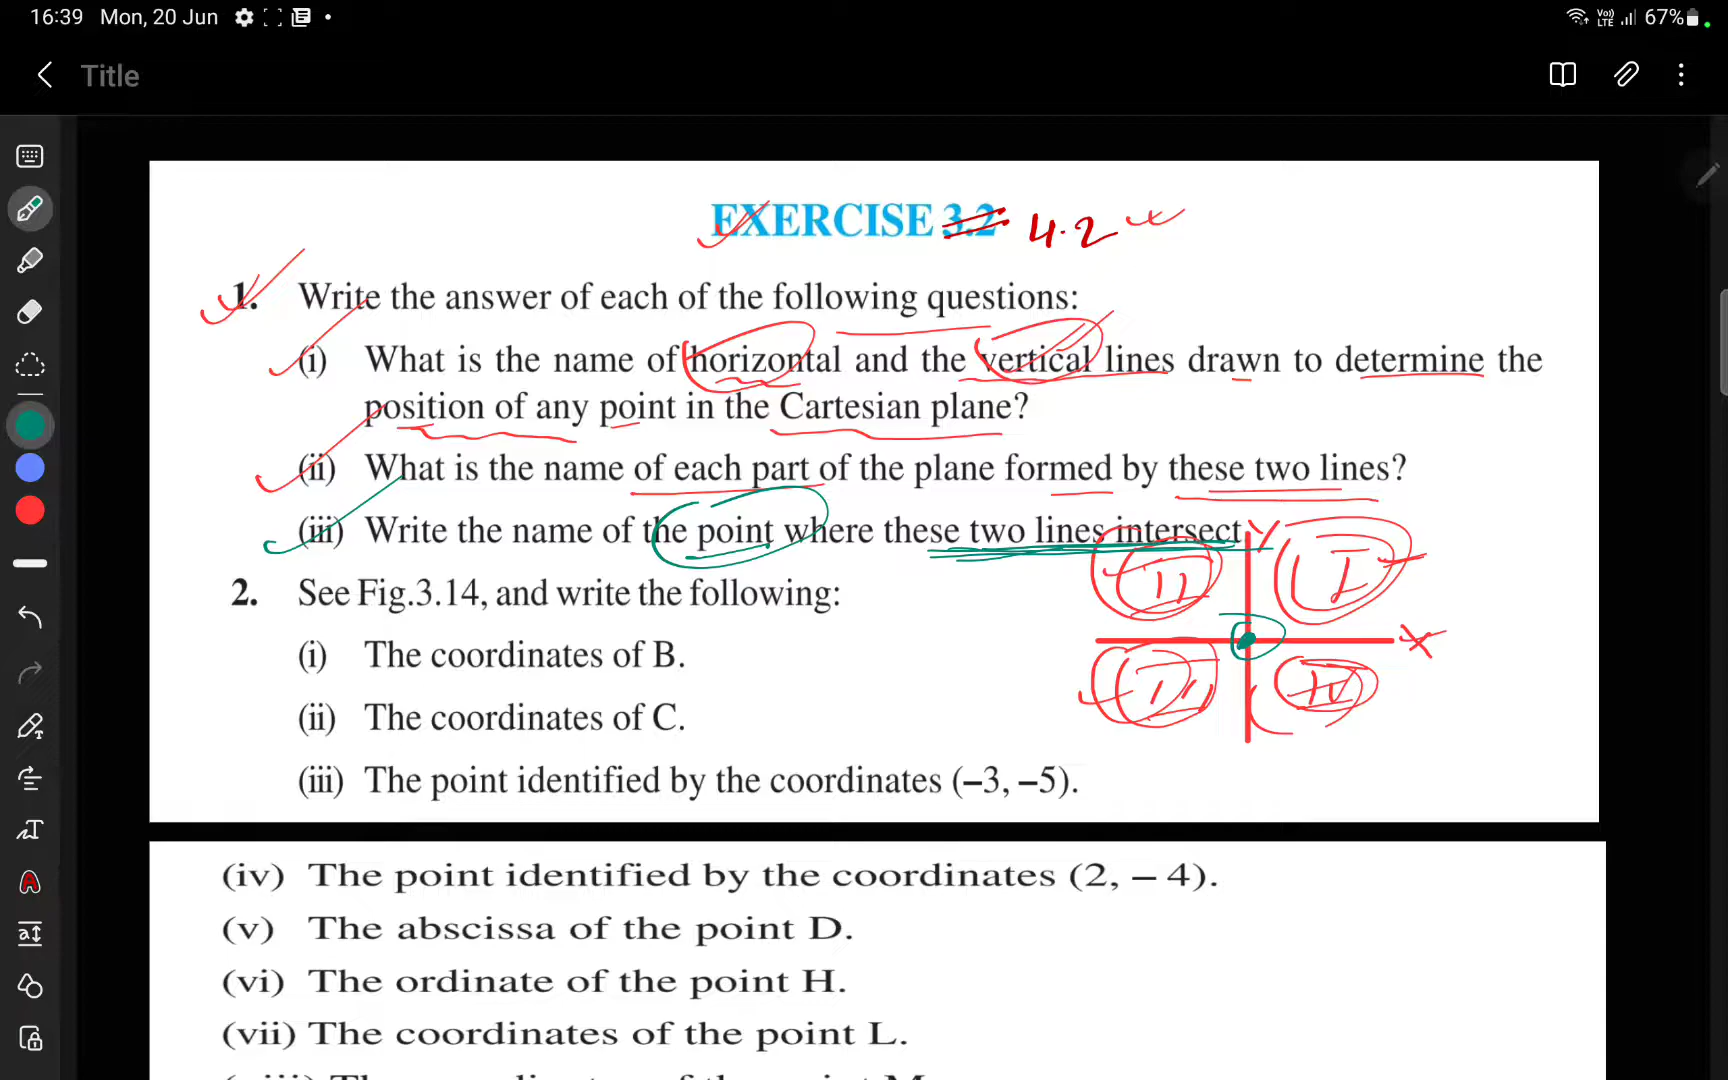 16:39 Mon, 20 Jun
Vo)) LTE 67%
Title
EXERCISE 3.2 4.2
1. Write the answer of each of the following questions:
(i) What is the name of horizontal and the vertical lines drawn to determine the
position of any point in the Cartesian plane?
(ii) What is the name of each part of the plane formed by these two lines?
(iii) Write the name of the point where these two lines intersect
Y
II I
X
III IV
2. See Fig.3.14, and write the following:
(i) The coordinates of B.
(ii) The coordinates of C.
(iii) The point identified by the coordinates (–3, –5).
(iv) The point identified by the coordinates (2, – 4).
(v) The abscissa of the point D.
(vi) The ordinate of the point H.
(vii) The coordinates of the point L.